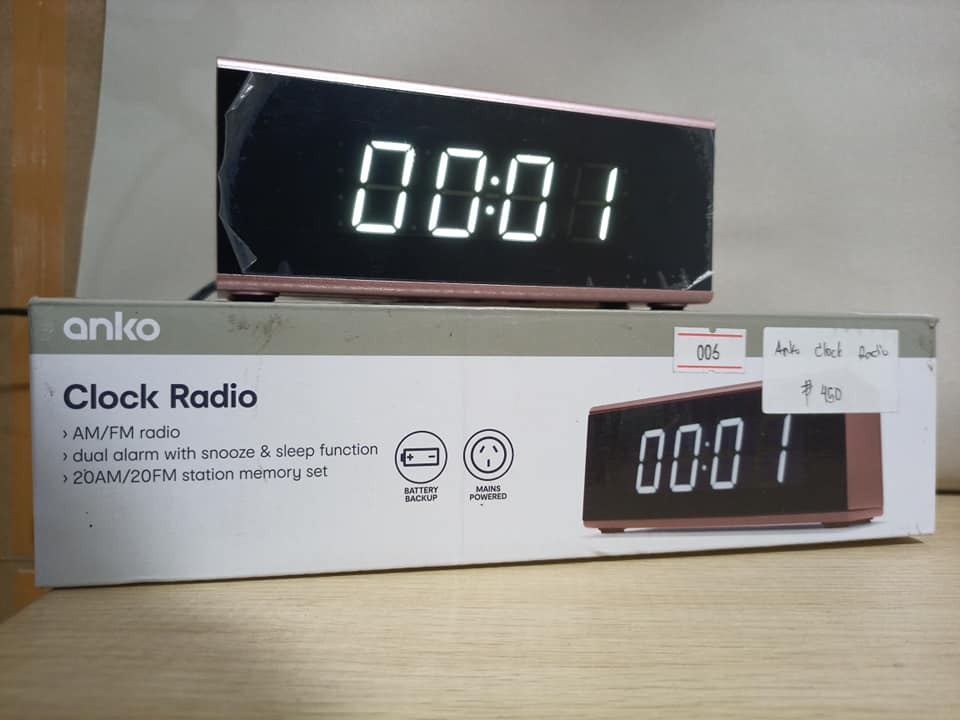 00:01
anko
Clock Radio
› AM/FM radio
› dual alarm with snooze & sleep function
› 20AM/20FM station memory set
BATTERY
BACKUP
MAINS
POWERED
006
Anko Clock Radio
₱ 450
00:01